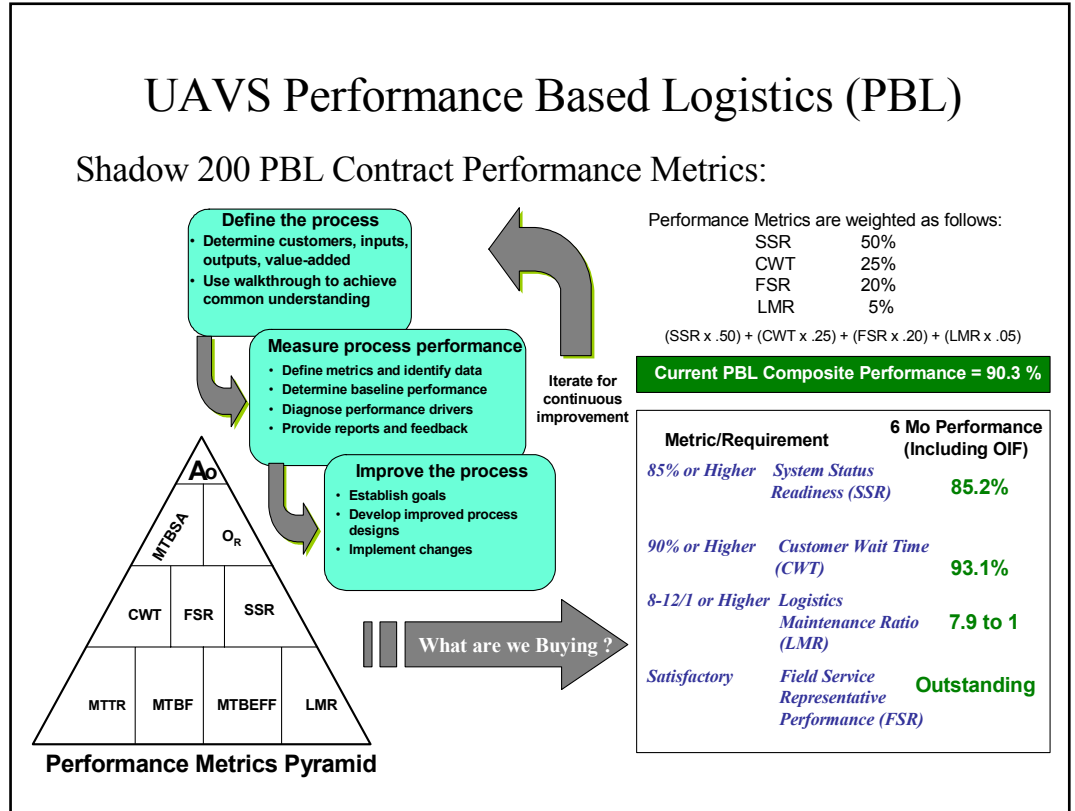 UAVS Performance Based Logistics (PBL)
Shadow 200 PBL Contract Performance Metrics:
Define the process
• Determine customers, inputs,
outputs, value-added
• Use walkthrough to achieve
common understanding
Measure process performance
• Define metrics and identify data
• Determine baseline performance
• Diagnose performance drivers
• Provide reports and feedback
Improve the process
• Establish goals
• Develop improved process
designs
• Implement changes
Iterate for
continuous
improvement
Performance Metrics are weighted as follows:
SSR 50%
CWT 25%
FSR 20%
LMR 5%
(SSR x .50) + (CWT x .25) + (FSR x .20) + (LMR x .05)
Current PBL Composite Performance = 90.3 %
Metric/Requirement
6 Mo Performance
(Including OIF)
85% or Higher System Status
Readiness (SSR)
85.2%
90% or Higher Customer Wait Time
(CWT)
93.1%
8-12/1 or Higher Logistics
Maintenance Ratio
(LMR)
7.9 to 1
Satisfactory Field Service
Representative
Performance (FSR)
Outstanding
What are we Buying ?
Ao
MTBSA OR
CWT FSR SSR
MTTR MTBF MTBEFF LMR
Performance Metrics Pyramid